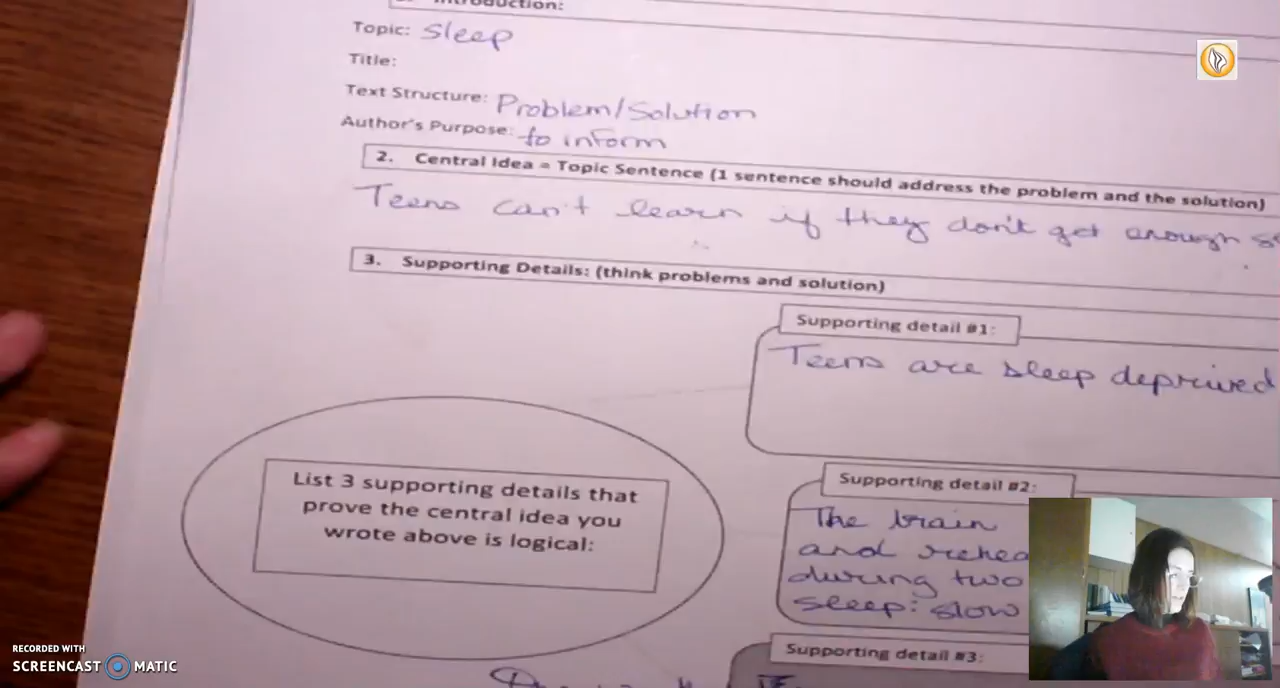 Introduction:
Topic: Sleep
Title:
Text Structure: Problem/Solution
Author's Purpose: to inform
2. Central Idea = Topic Sentence (1 sentence should address the problem and the solution)
Teens can't learn if they don't get enough
3. Supporting Details: (think problems and solution)
Supporting detail #1:
Teens are sleep deprived
List 3 supporting details that
prove the central idea you
wrote above is logical:
Supporting detail #2:
The brain
and
during two
sleep: slow
Supporting detail #3:
RECORDED WITH
SCREENCAST MATIC